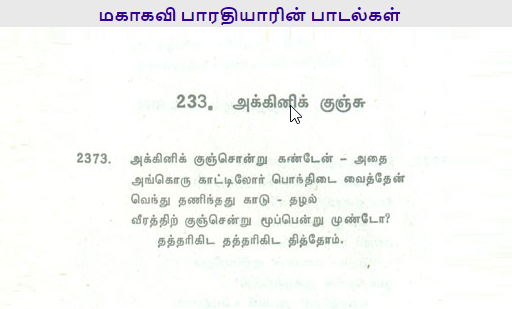 மகாகவி பாரதியாரின் பாடல்கள்
233. அக்கினிக் குஞ்சு
2373. அக்கினிக் குஞ்சொன்று கண்டேன் – அதை
அங்கொரு காட்டிலோர் பொந்திடை வைத்தேன்
வெந்து தணிந்தது காடு - தழல்
வீரத்திற் குஞ்சென்று மூப்பென்று முண்டோ?
தத்தரிகிட தத்தரிகிட தித்தோம்.